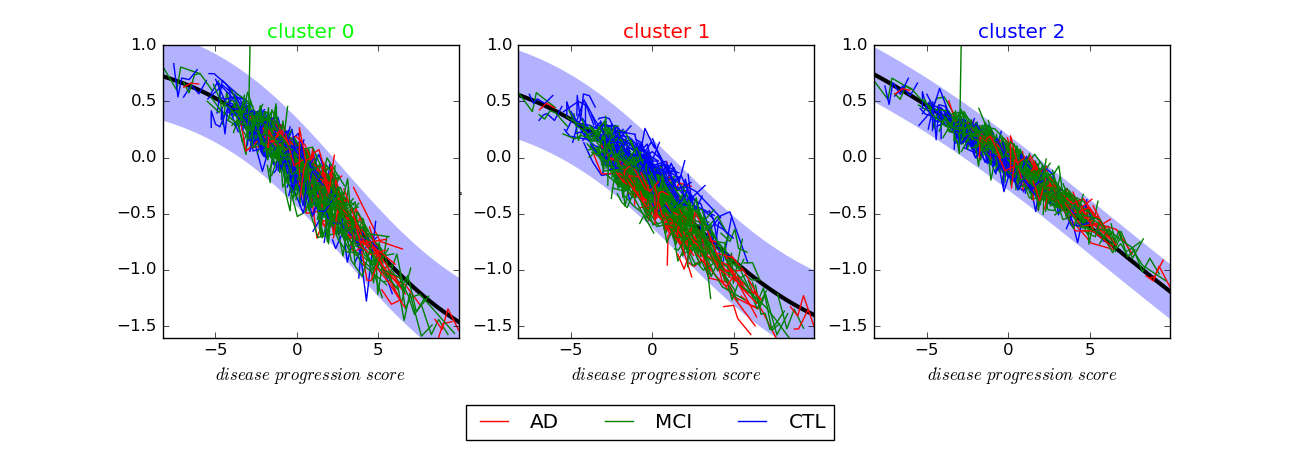 cluster 0 cluster 1 cluster 2
1.0 1.0 1.0
0.5 0.5 0.5
0.0 0.0 0.0
−0.5 −0.5 −0.5
−1.0 −1.0 −1.0
−1.5 −1.5 −1.5
−5 0 5 −5 0 5 −5 0 5
disease progression score disease progression score disease progression score
AD MCI CTL